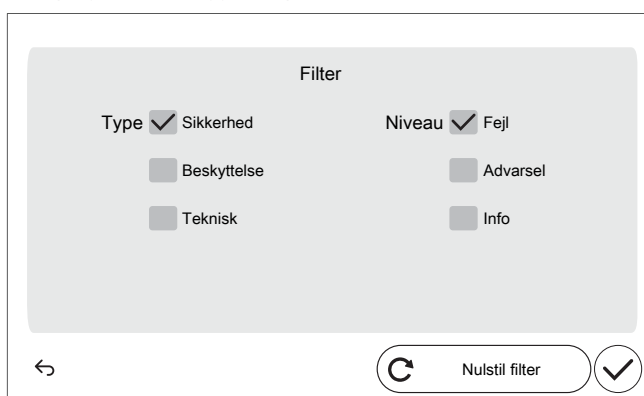 Filter
Type Sikkerhed Niveau Fejl
Beskyttelse Advarsel
Teknisk Info
Nulstil filter